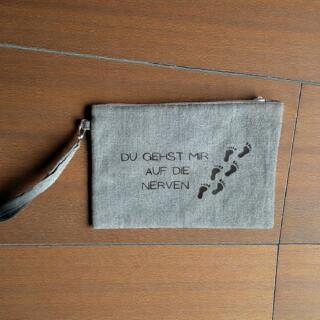 DU GEHST MIR
AUF DIE
NERVEN